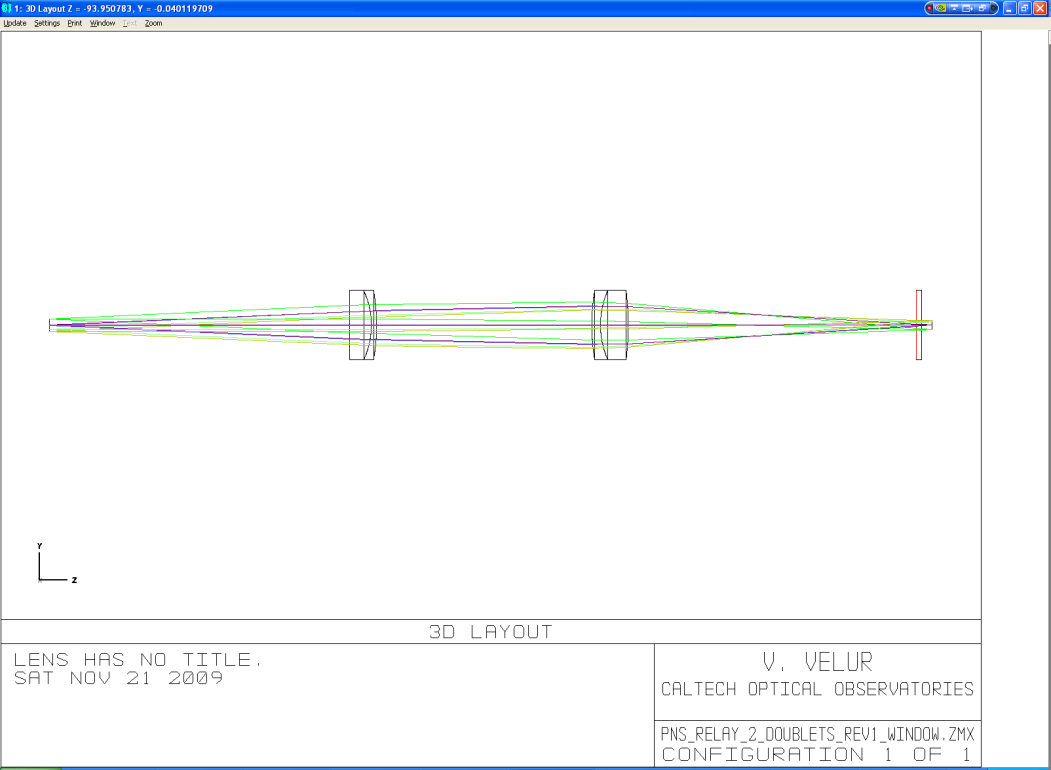 1: 3D Layout Z = -93.950783, Y = -0.040119709
Update Settings Print Window Text Zoom
Y
Z
3D LAYOUT
LENS HAS NO TITLE.
SAT NOV 21 2009
V. VELUR
CALTECH OPTICAL OBSERVATORIES
PNS_RELAY_2_DOUBLETS_REV1_WINDOW.ZMX
CONFIGURATION 1 OF 1